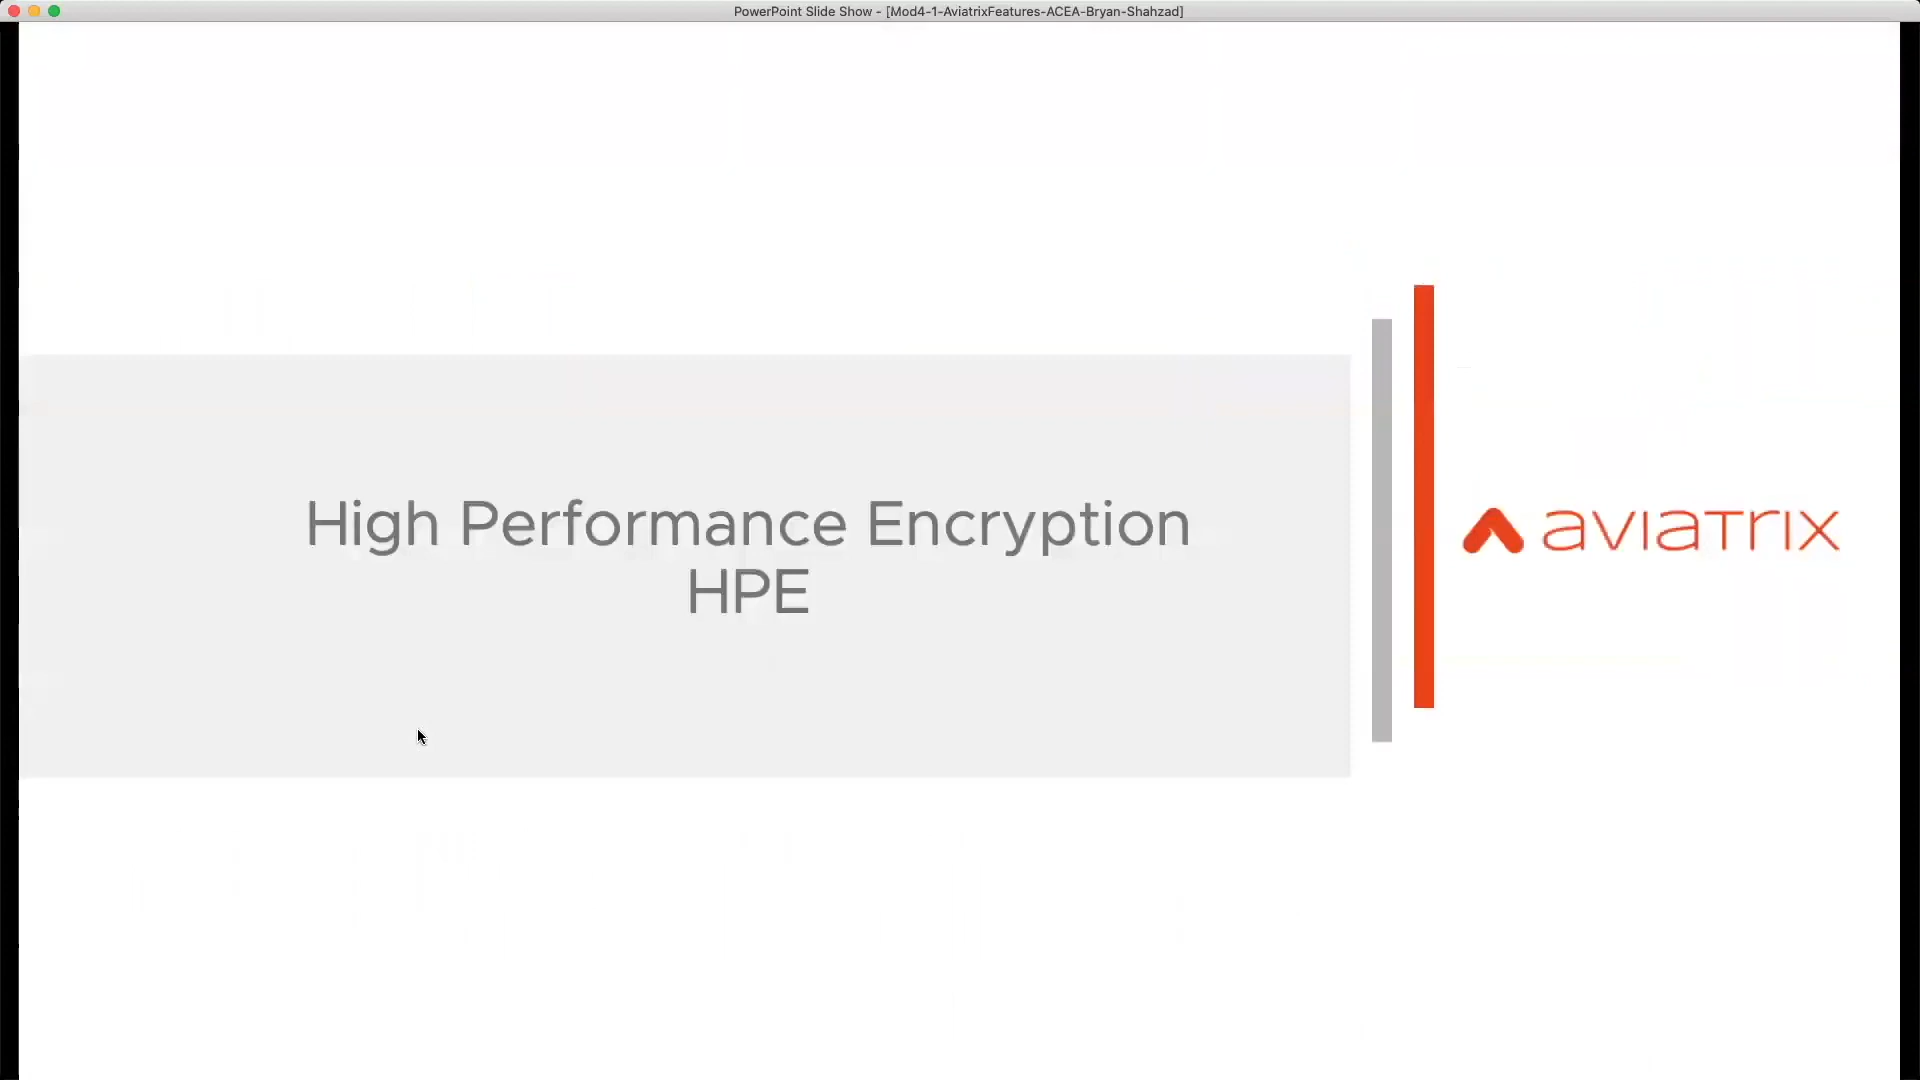 PowerPoint Slide Show - [Mod4-1-AviatrixFeatures-ACEA-Bryan-Shahzad]
High Performance Encryption
HPE
aviatrix